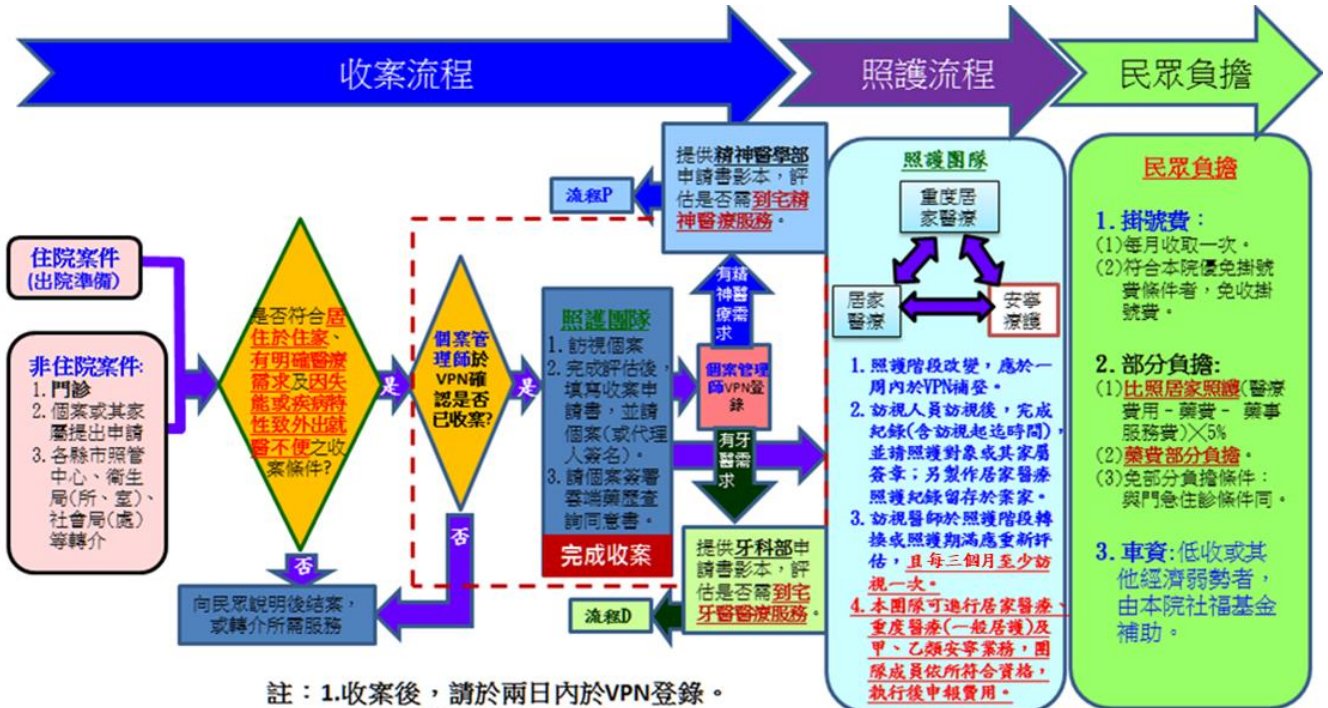 收案流程
照護流程
民眾負擔
住院案件
(出院準備)
非住院案件:
1. 門診
2. 個案或其家
屬提出申請
3. 各縣市照管
中心、衛生
局(所、室)、
社會局(處)
等轉介
是否符合居
住於住家、
有明確醫療
需求及因失
能或疾病特
性致外出就
醫不便之收
案條件?
是
否
向民眾說明後結案，
或轉介所需服務
個案管
理師於
VPN確
認是否
已收案?
是
否
照護團隊
1. 訪視個案
2. 完成評估後，
填寫收案申
請書，並請
個案(或代理
人簽名)。
3. 請個案簽署
雲端藥歷查
詢同意書。
完成收案
個案管理
師VPN登
錄
有精
神醫
療需
求
提供精神醫學部
申請書影本，評
估是否需到宅精
神醫療服務。
流程P
有牙
醫需
求
提供牙科部申
請書影本，評
估是否需到宅
牙醫醫療服務。
流程D
照護團隊
重度居
家醫療
居家
醫療
安寧
療護
1. 照護階段改變，應於一
周內於VPN補登。
2. 訪視人員訪視後，完成
紀錄(含訪視起迄時間)，
並請照護對象或其家屬
簽章；另製作居家醫療
照護紀錄留存於案家。
3. 訪視醫師於照護階段轉
換或照護期滿應重新評
估，且每三個月至少訪
視一次。
4. 本團隊可進行居家醫療、
重度醫療(一般居護)及
甲、乙類安寧業務，團
隊成員依所符合資格，
執行後申報費用。
民眾負擔
1. 掛號費：
(1)每月收取一次。
(2)符合本院優免掛號
費條件者，免收掛
號費。
2. 部分負擔:
(1)比照居家照護(醫療
費用-藥費- 藥事
服務費)╳5%
(2)藥費部分負擔。
(3)免部分負擔條件：
與門急住診條件同。
3. 車資: 低收或其
他經濟弱勢者，
由本院社福基金
補助。
註：1.收案後，請於兩日內於VPN登錄。